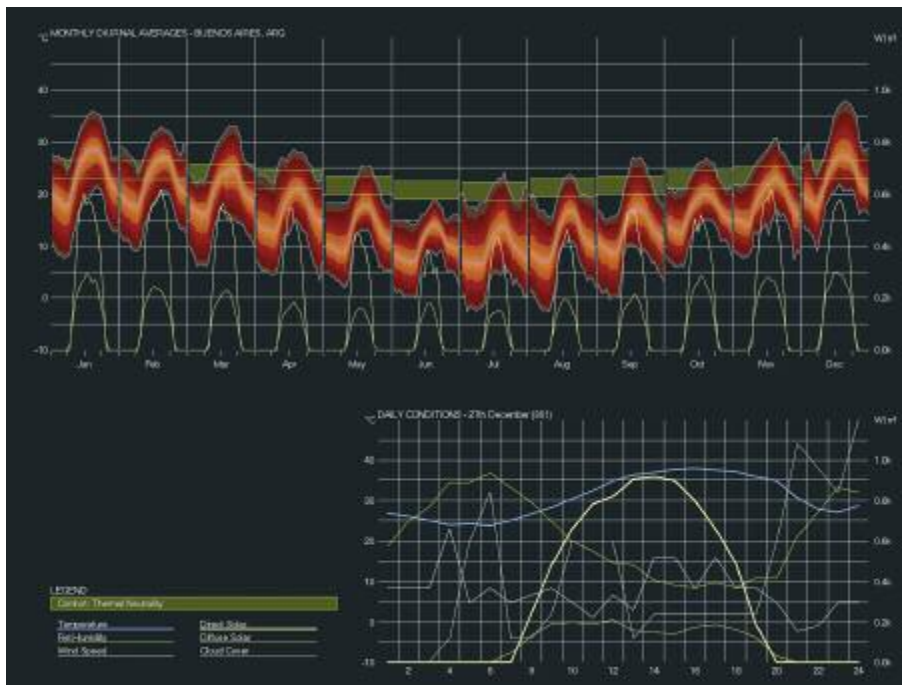 °C MONTHLY DIURNAL AVERAGES - BUENOS AIRES, ARG W/m²
40 1.0k
30 0.8k
20 0.6k
10 0.4k
0 0.2k
-10 0.0k
Jan Feb Mar Apr May Jun Jul Aug Sep Oct Nov Dec
°C DAILY CONDITIONS - 27th December (361) W/m²
40 1.0k
30 0.8k
20 0.6k
10 0.4k
0 0.2k
-10 0.0k
2 4 6 8 10 12 14 16 18 20 22 24
LEGEND
Comfort: Thermal Neutrality
Temperature Direct Solar
Rel.Humidity Diffuse Solar
Wind Speed Cloud Cover